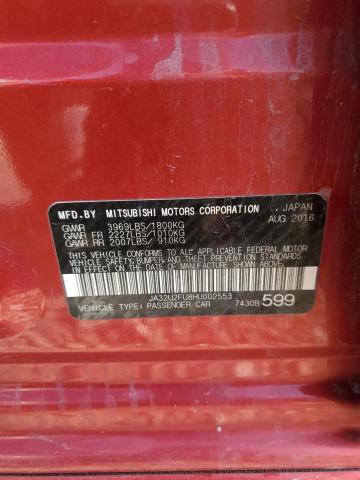 MFD.BY MITSUBISHI MOTORS CORPORATION , JAPAN
AUG 2016
GVWR 3969LBS/1800KG
GAWR FR 2227LBS/1010KG
GAWR RR 2007LBS/ 910KG
THIS VEHICLE CONFORMS TO ALL APPLICABLE FEDERAL MOTOR
VEHICLE SAFETY, BUMPER, AND THEFT PREVENTION STANDARDS IN
EFFECT ON THE DATE OF MANUFACTURE SHOWN ABOVE.
JA32U2FU8HU002553
VEHICLE TYPE: PASSENGER CAR 7430B 599